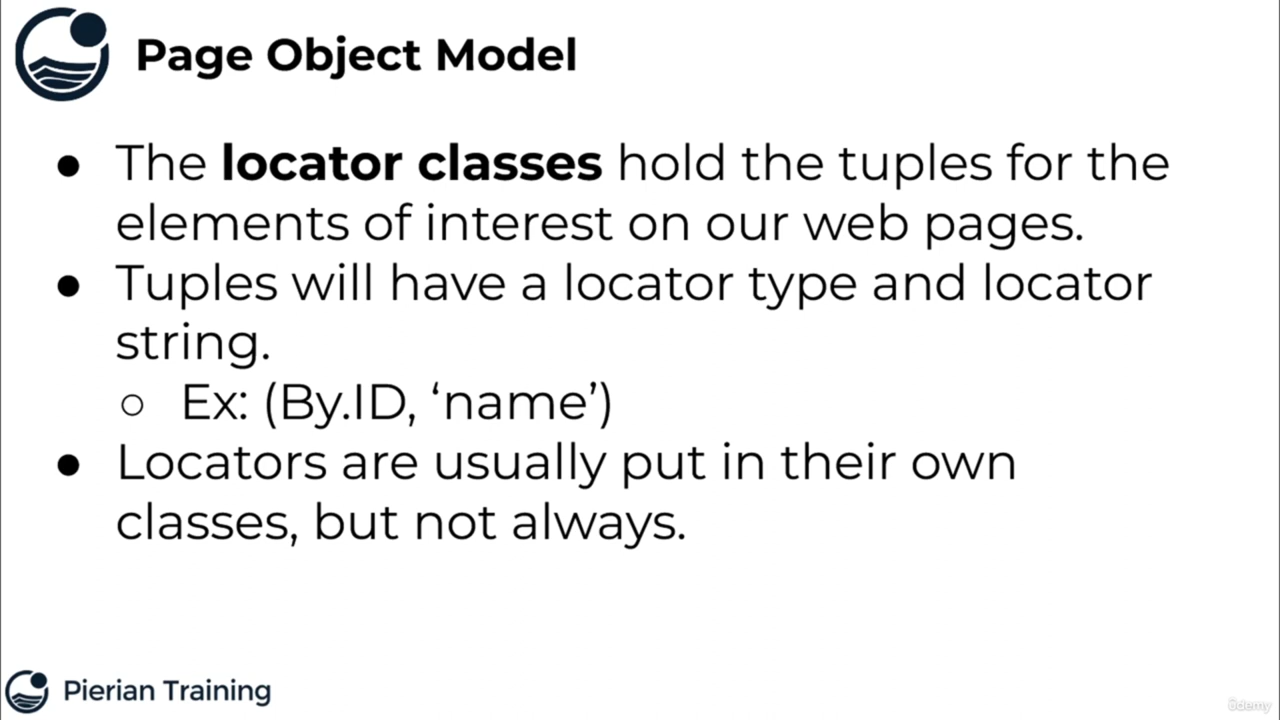 Page Object Model
● The locator classes hold the tuples for the
elements of interest on our web pages.
● Tuples will have a locator type and locator
string.
○ Ex: (By.ID, ‘name’)
● Locators are usually put in their own
classes, but not always.
Pierian Training
ûdemy